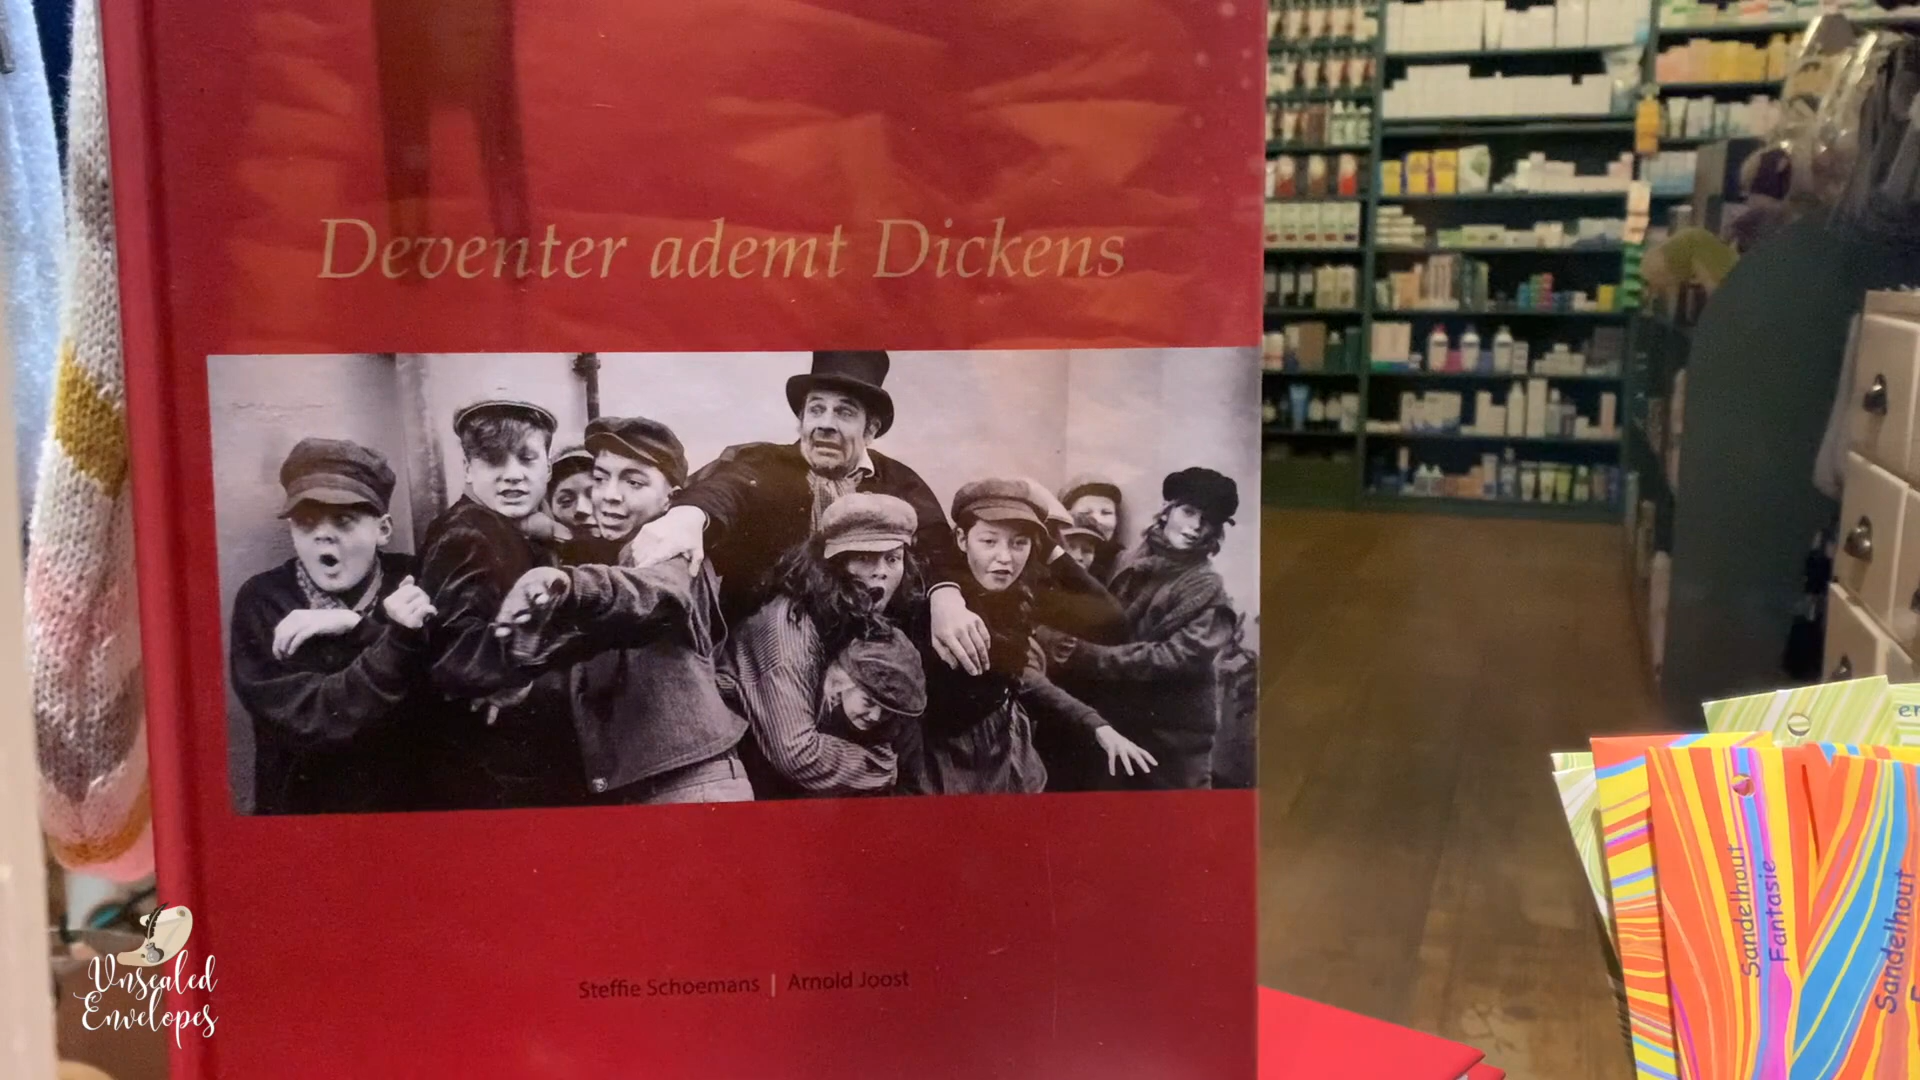 Deventer ademt Dickens
Steffie Schoemans | Arnold Joost
Unsealed
Envelopes
Sandelhout
Fantasie
Sandelhout